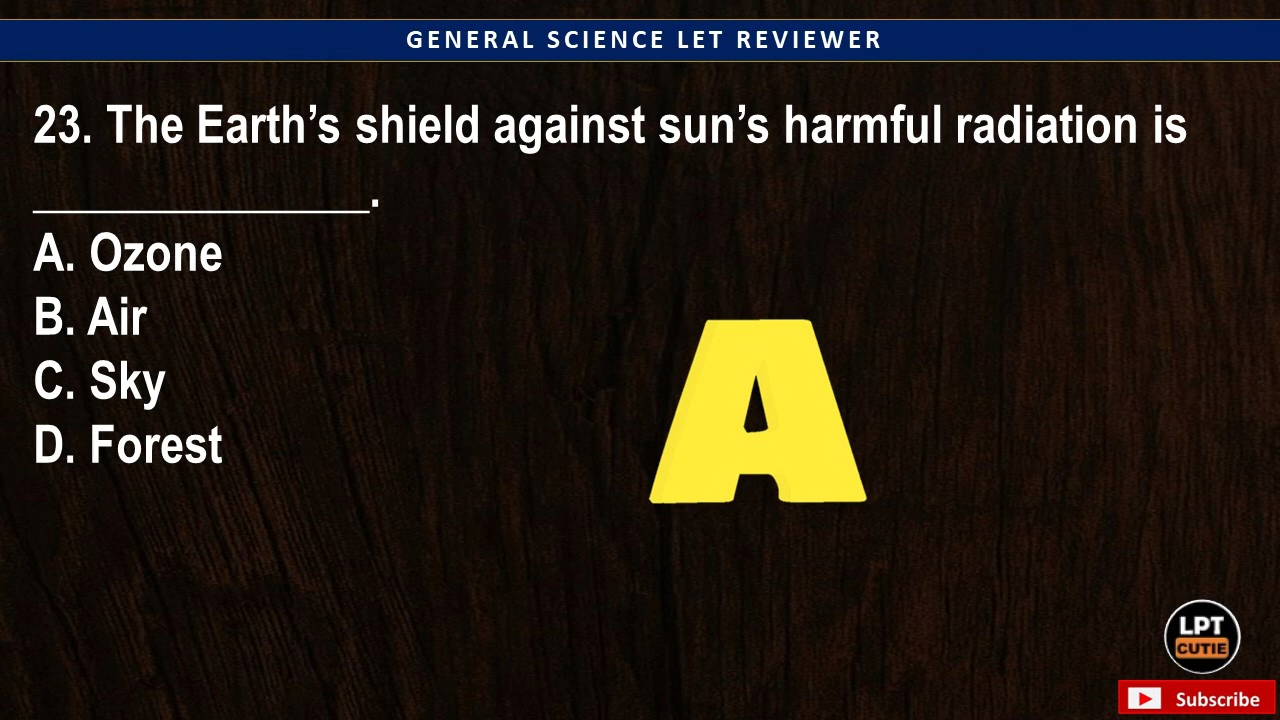 GENERAL SCIENCE LET REVIEWER
23. The Earth’s shield against sun’s harmful radiation is
______________.
A. Ozone
B. Air
C. Sky
D. Forest
A
LPT
CUTIE
Subscribe